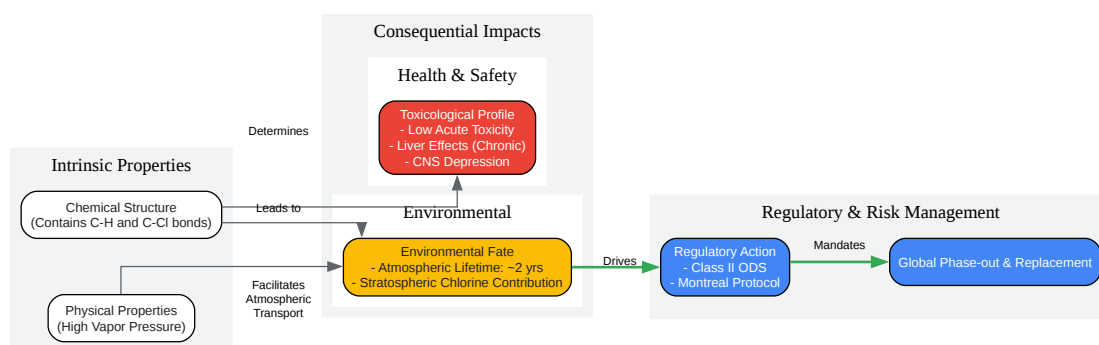 Consequential Impacts
Health & Safety
Toxicological Profile
- Low Acute Toxicity
- Liver Effects (Chronic)
- CNS Depression
Determines
Intrinsic Properties
Chemical Structure
(Contains C-H and C-Cl bonds)
Leads to
Environmental
Environmental Fate
- Atmospheric Lifetime: ~2 yrs
- Stratospheric Chlorine Contribution
Facilitates
Atmospheric
Transport
Physical Properties
(High Vapor Pressure)
Drives
Regulatory & Risk Management
Regulatory Action
- Class II ODS
- Montreal Protocol
Mandates
Global Phase-out & Replacement